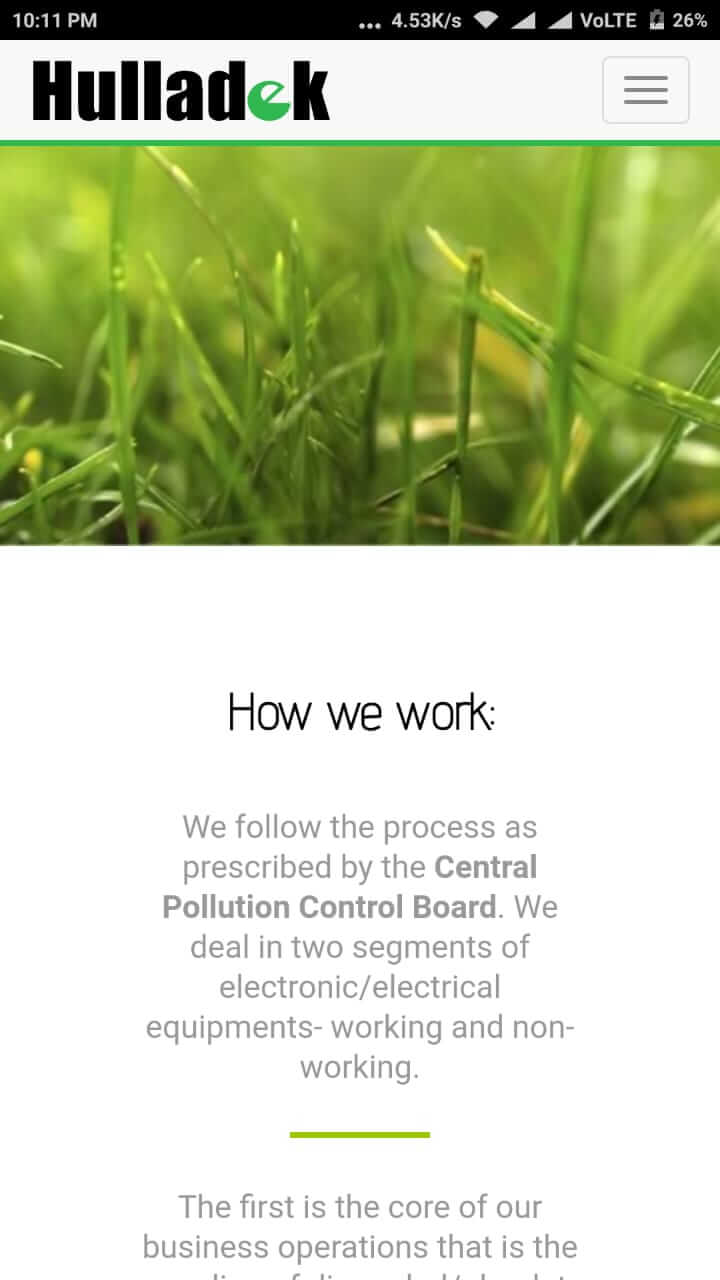 10:11 PM ... 4.53K/s VoLTE 26%
Hulladek
How we work:
We follow the process as
prescribed by the Central
Pollution Control Board. We
deal in two segments of
electronic/electrical
equipments- working and non-
working.
The first is the core of our
business operations that is the